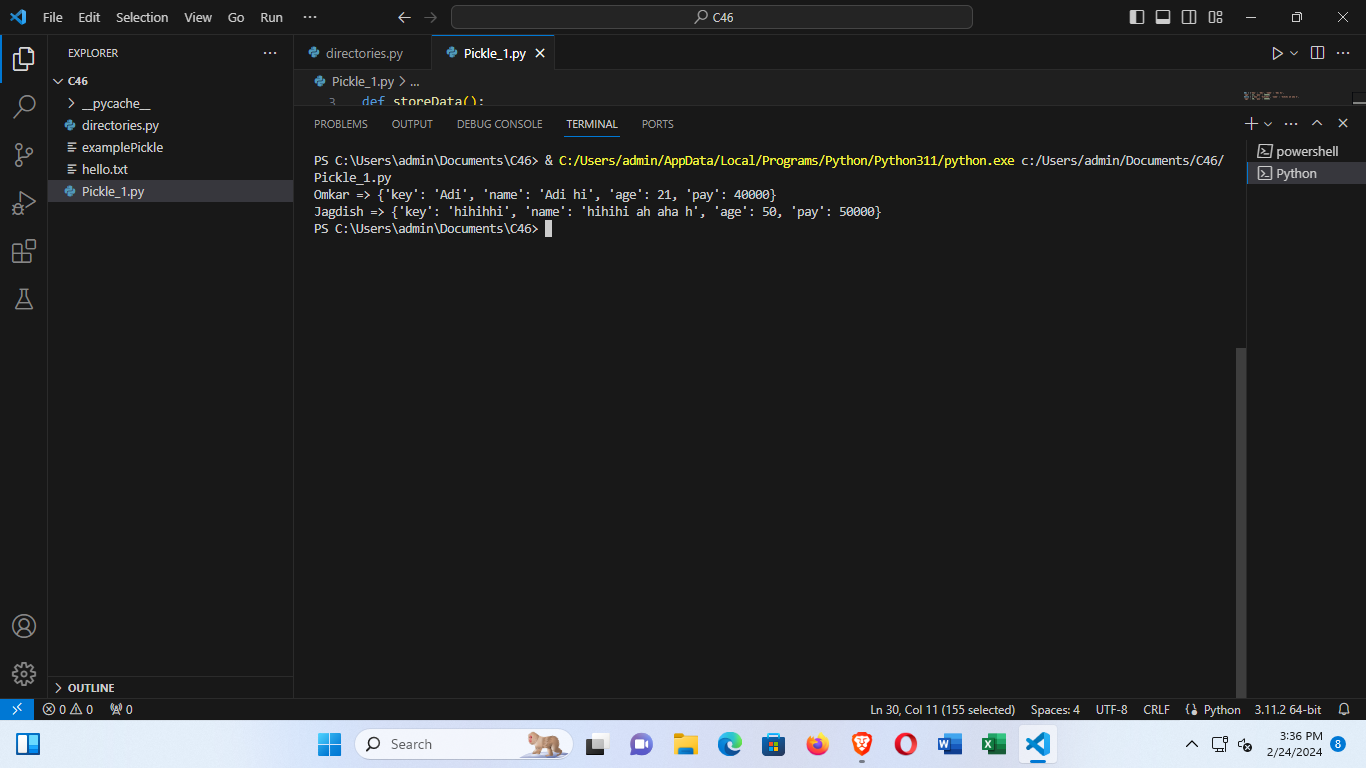 File Edit Selection View Go Run ··· C46
EXPLORER ···
directories.py Pickle_1.py
C46
Pickle_1.py > ...
__pycache__
3 def storeData():
directories.py
examplePickle
hello.txt
Pickle_1.py
PROBLEMS OUTPUT DEBUG CONSOLE TERMINAL PORTS
powershell
Python
PS C:\Users\admin\Documents\C46> & C:/Users/admin/AppData/Local/Programs/Python/Python311/python.exe c:/Users/admin/Documents/C46/
Pickle_1.py
Omkar => {'key': 'Adi', 'name': 'Adi hi', 'age': 21, 'pay': 40000}
Jagdish => {'key': 'hihihhi', 'name': 'hihihi ah aha h', 'age': 50, 'pay': 50000}
PS C:\Users\admin\Documents\C46>
OUTLINE
0 0 0 Ln 30, Col 11 (155 selected) Spaces: 4 UTF-8 CRLF Python 3.11.2 64-bit
Search 3:36 PM
2/24/2024 8